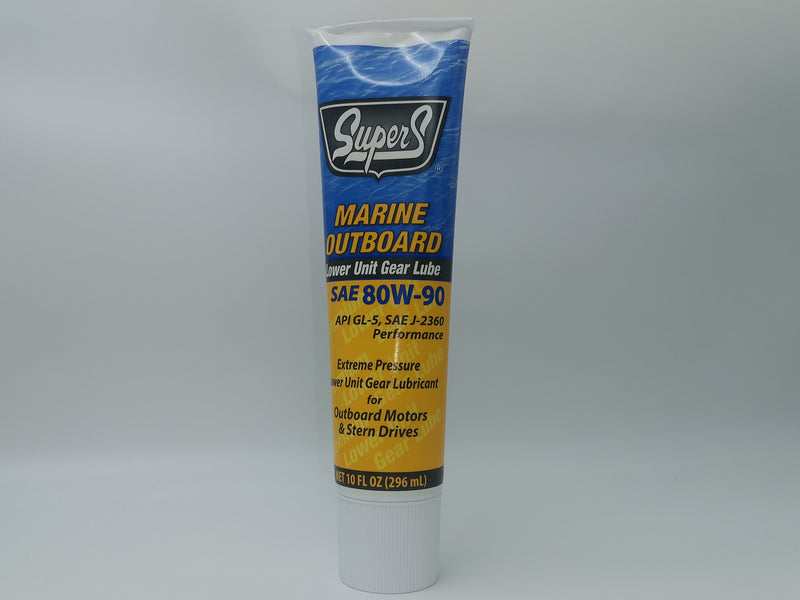 SuperS
®
MARINE
OUTBOARD
Lower Unit Gear Lube
SAE 80W-90
API GL-5, SAE J-2360
Performance
Extreme Pressure
ower Unit Gear Lubricant
for
Outboard Motors
& Stern Drives
NET 10 FL OZ (296 mL)